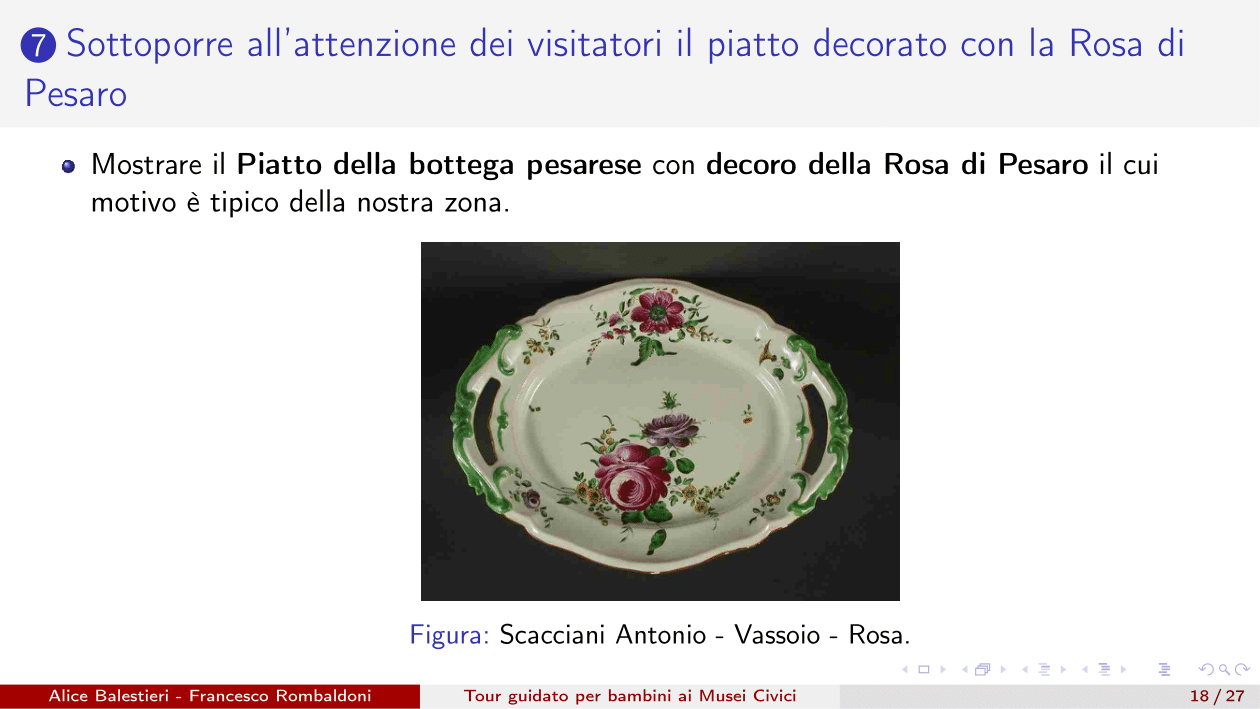 7 Sottoporre all'attenzione dei visitatori il piatto decorato con la Rosa di
Pesaro
Mostrare il Piatto della bottega pesarese con decoro della Rosa di Pesaro il cui
motivo è tipico della nostra zona.
Figura: Scacciani Antonio - Vassoio - Rosa.
Alice Balestieri - Francesco Rombaldoni Tour guidato per bambini ai Musei Civici 18 / 27